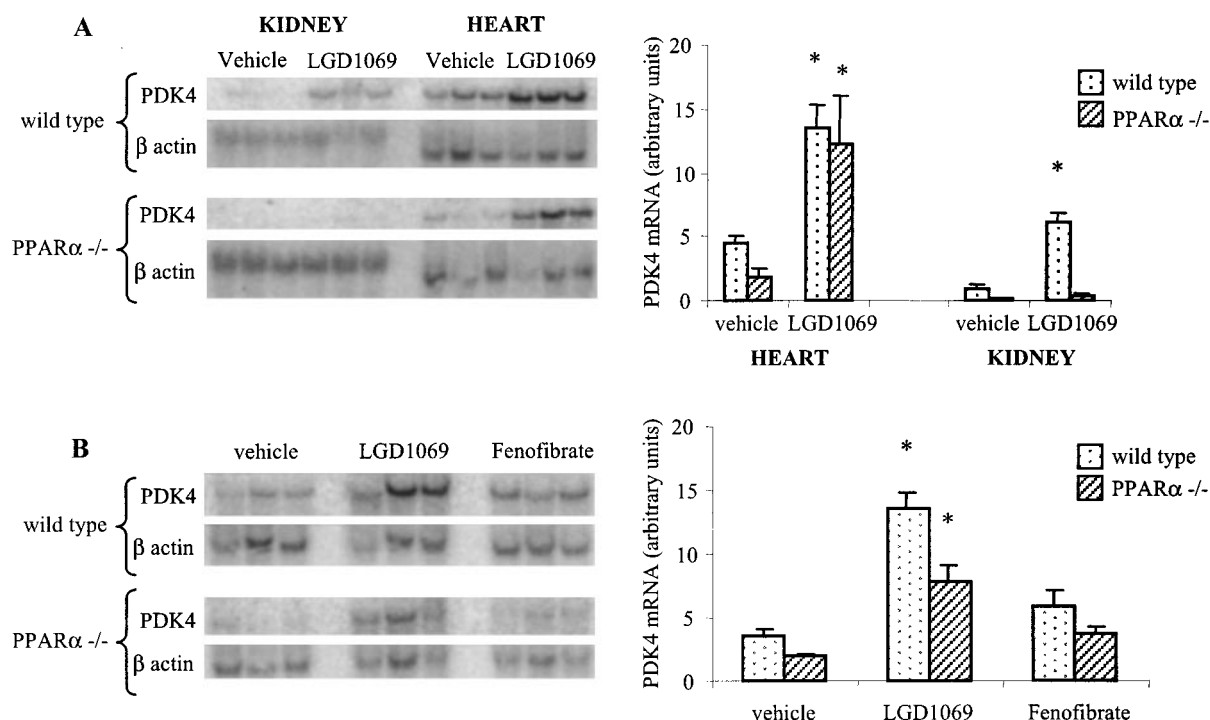 A
KIDNEY HEART
Vehicle LGD1069 Vehicle LGD1069
wild type
PDK4
β actin
PPARα -/-
PDK4
β actin
PDK4 mRNA (arbitrary units)
20
15
10
5
0
* * *
wild type
PPARα -/-
vehicle LGD1069 vehicle LGD1069
HEART KIDNEY
B
vehicle LGD1069 Fenofibrate
wild type
PDK4
β actin
PPARα -/-
PDK4
β actin
PDK4 mRNA (arbitrary units)
20
15
10
5
0
* *
wild type
PPARα -/-
vehicle LGD1069 Fenofibrate